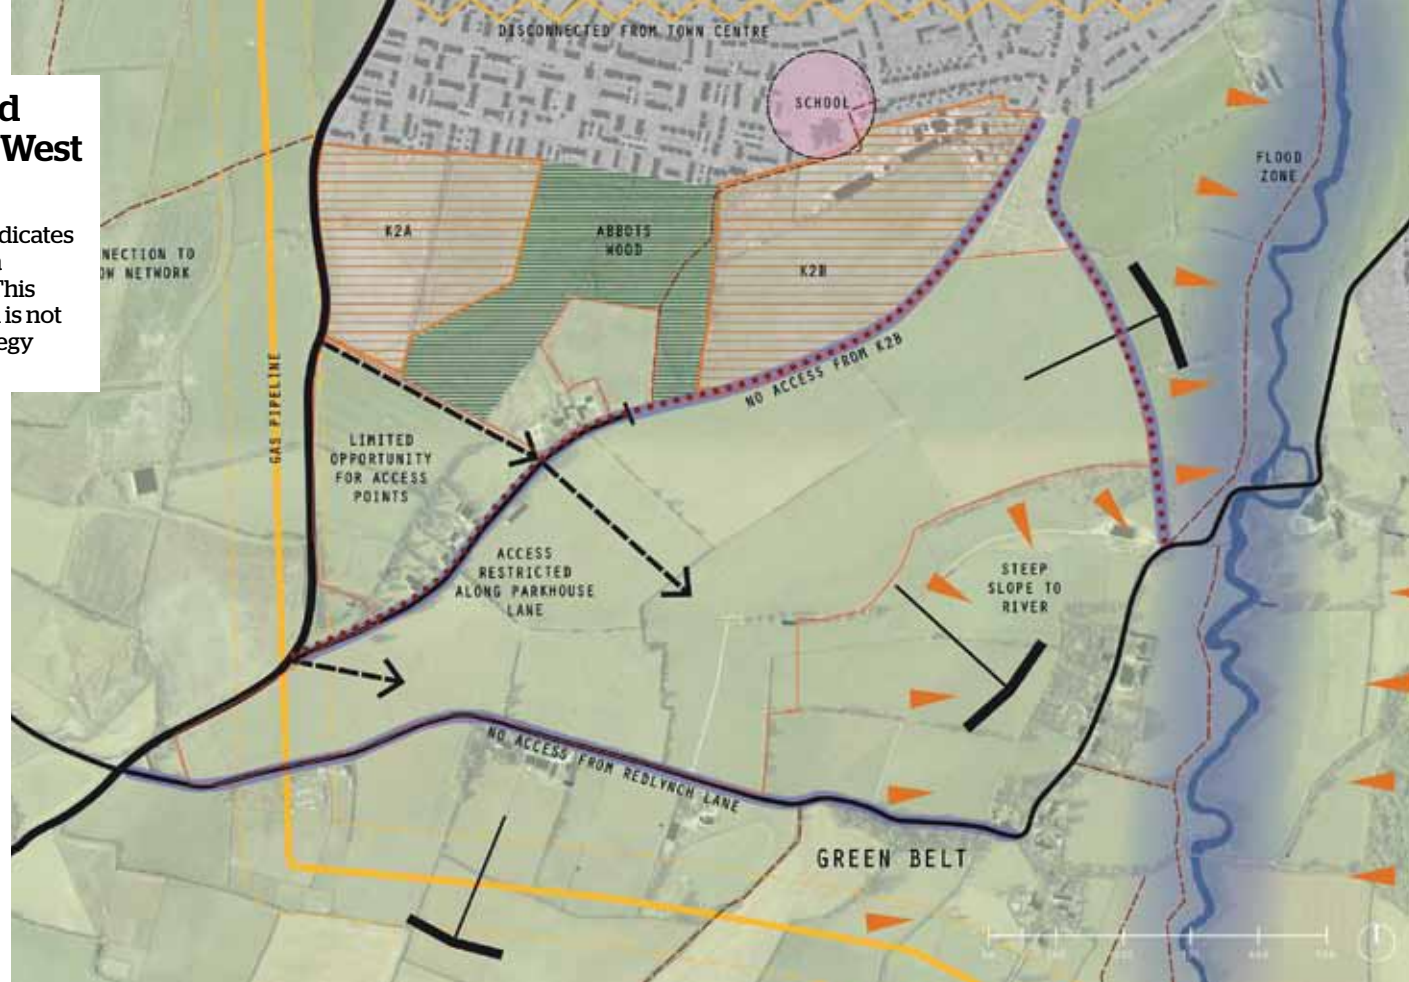 d
West
dicates
This
is not
egy
DISCONNECTED FROM TOWN CENTRE
SCHOOL
FLOOD
ZONE
K2A
ABBOTS
WOOD
K2B
NECTION TO
OW NETWORK
GAS PIPELINE
NO ACCESS FROM K2B
LIMITED
OPPORTUNITY
FOR ACCESS
POINTS
ACCESS
RESTRICTED
ALONG PARKHOUSE
LANE
STEEP
SLOPE TO
RIVER
NO ACCESS FROM REDLYNCH LANE
GREEN BELT